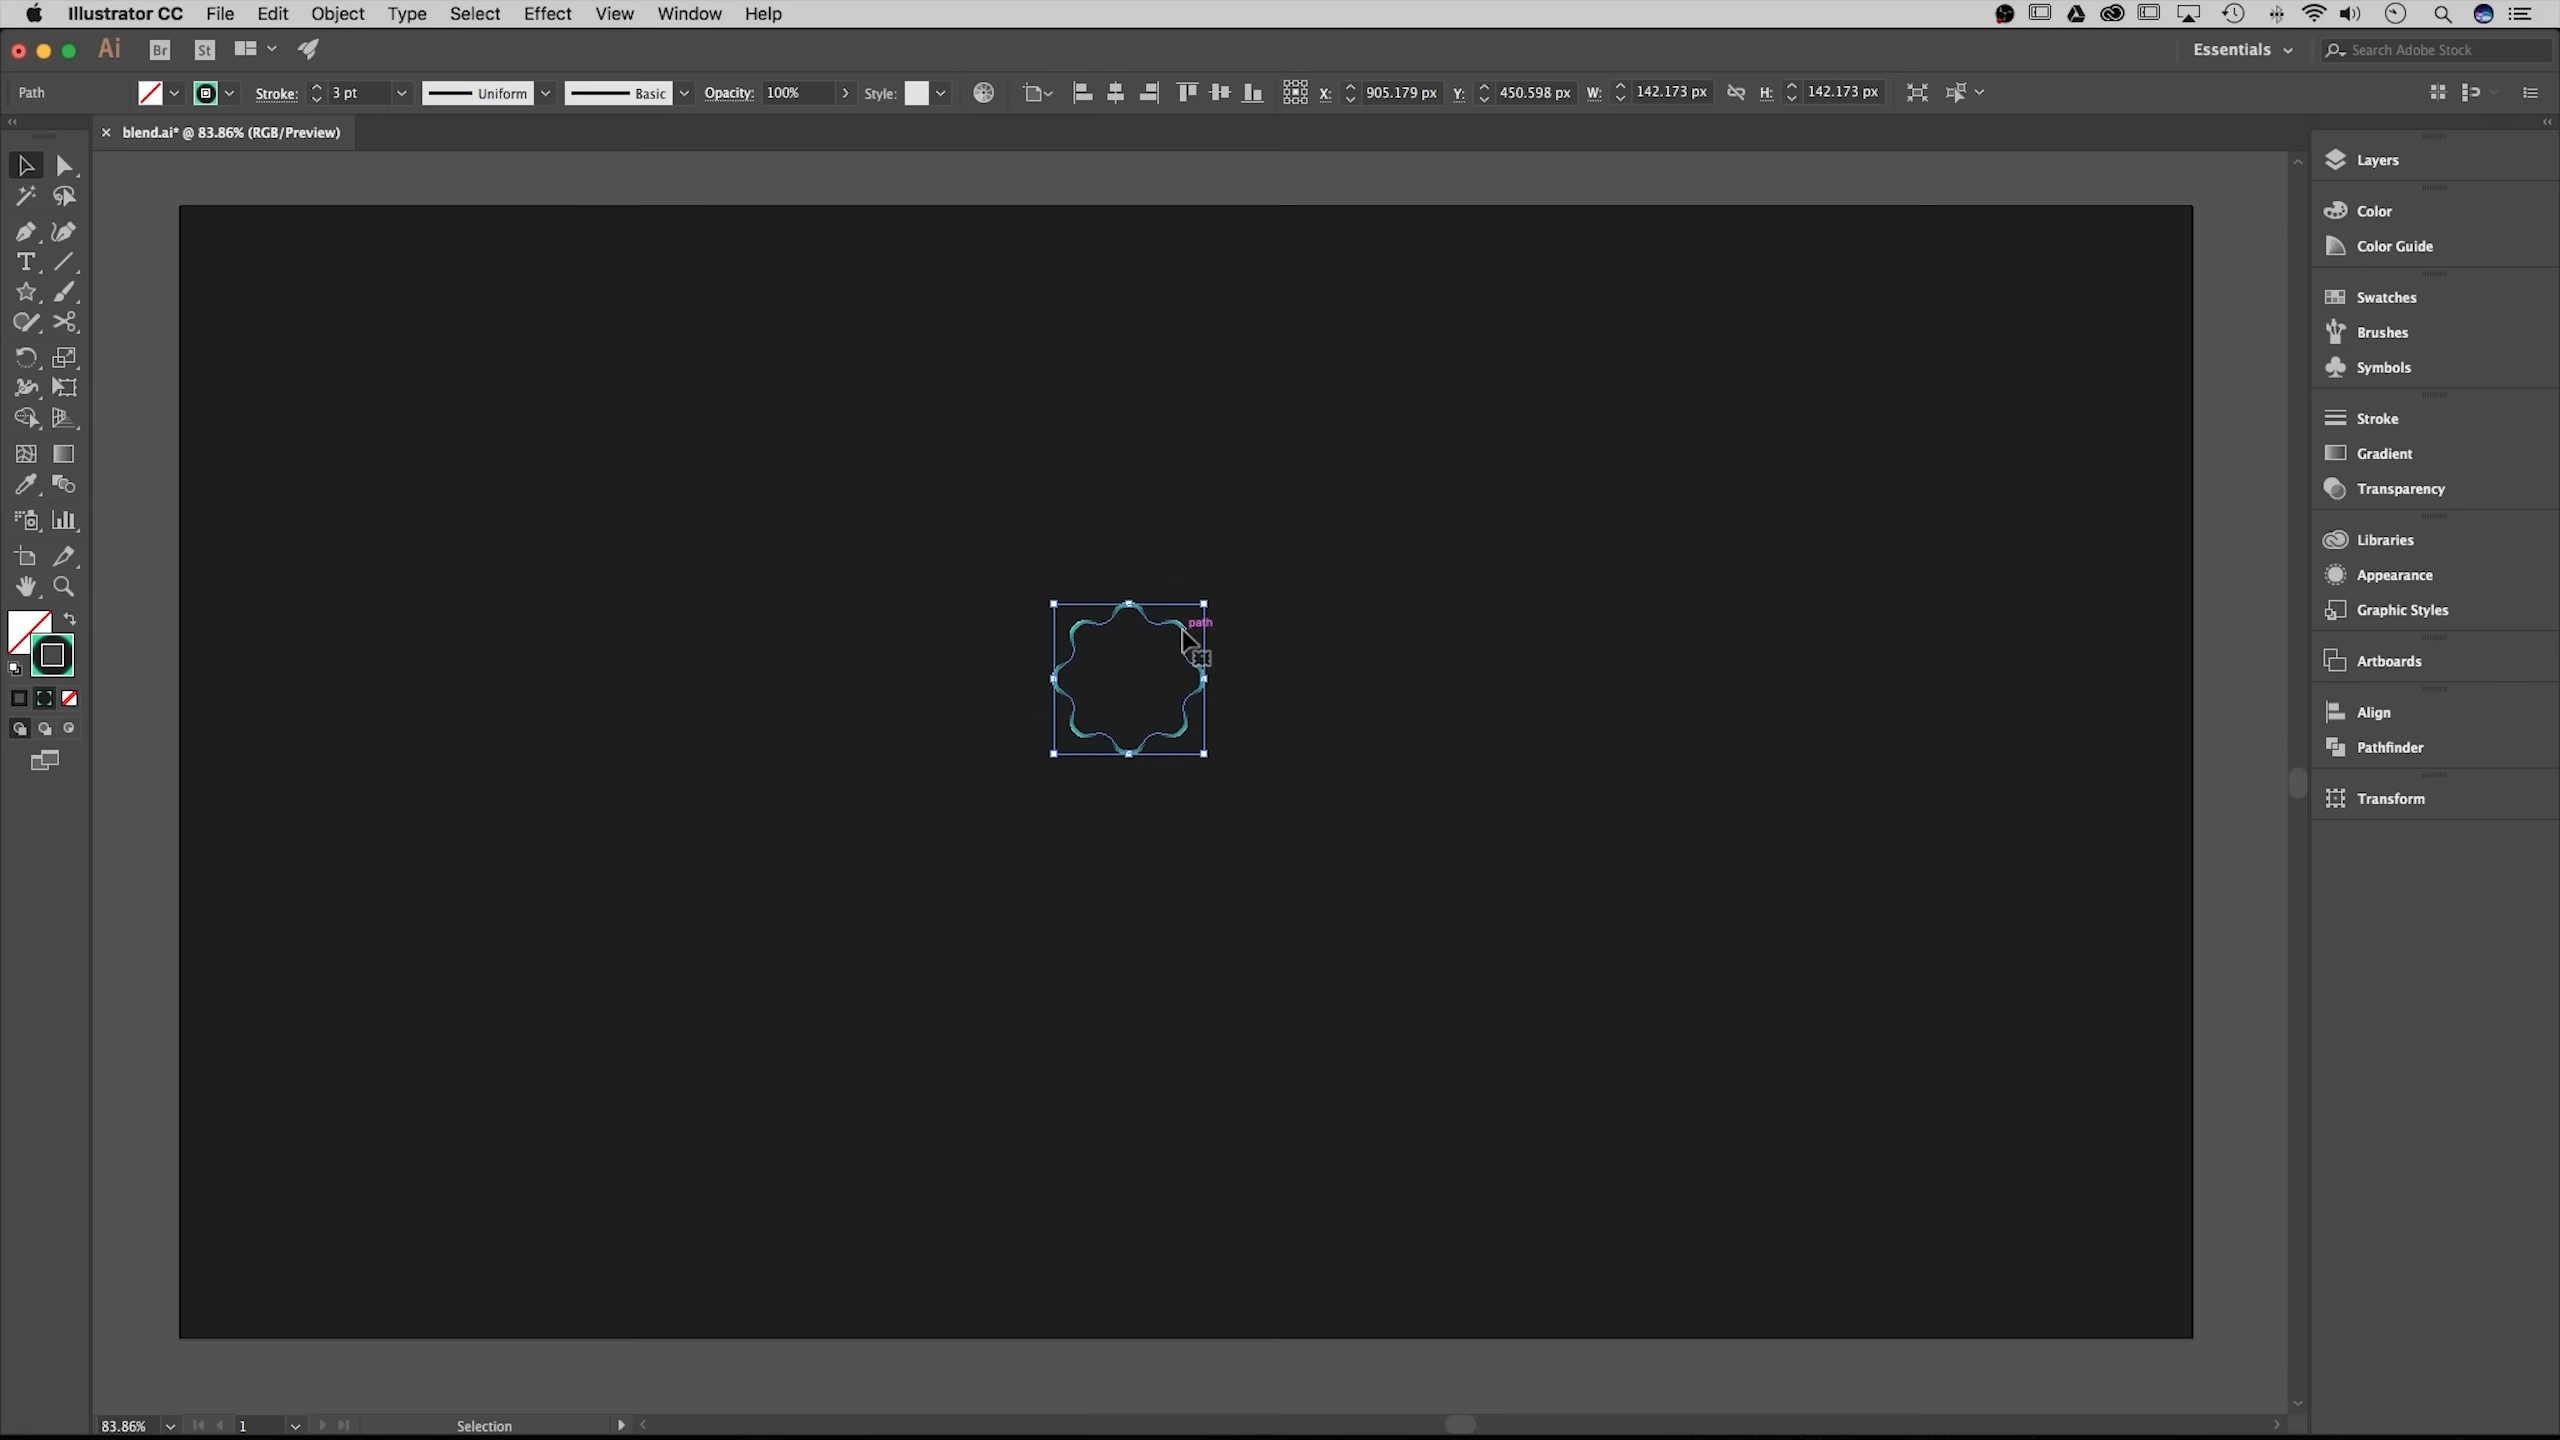 Illustrator CC File Edit Object Type Select Effect View Window Help
Ai Br St Essentials Search Adobe Stock
Path Stroke: 3 pt Uniform Basic Opacity: 100% Style: X: 905.179 px Y: 450.598 px W: 142.173 px H: 142.173 px
blend.ai* @ 83.86% (RGB/Preview)
Layers
Color
Color Guide
Swatches
Brushes
Symbols
Stroke
Gradient
Transparency
Libraries
Appearance
Graphic Styles
path
Artboards
Align
Pathfinder
Transform
83.86% 1 Selection